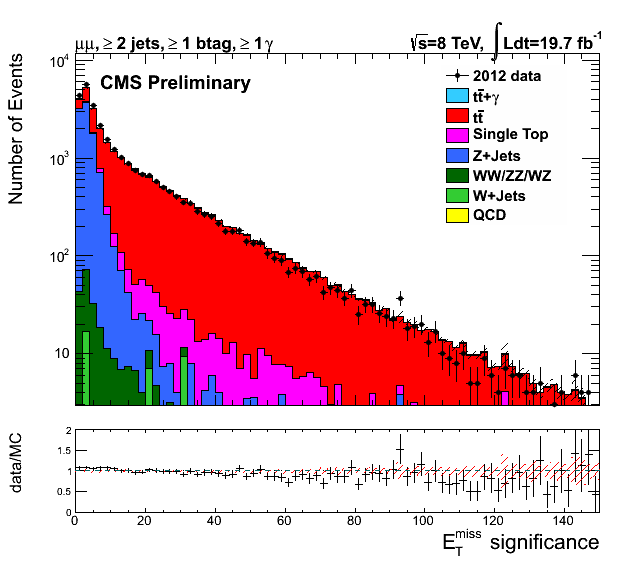 μμ, ≥ 2 jets, ≥ 1 btag, ≥ 1γ √s=8 TeV, ∫Ldt=19.7 fb⁻¹
CMS Preliminary
Number of Events
10⁴
10³
10²
10
2012 data
tt̄+γ
tt̄
Single Top
Z+Jets
WW/ZZ/WZ
W+Jets
QCD
data/MC
2
1.5
1
0.5
0
0 20 40 60 80 100 120 140
E_T^miss significance